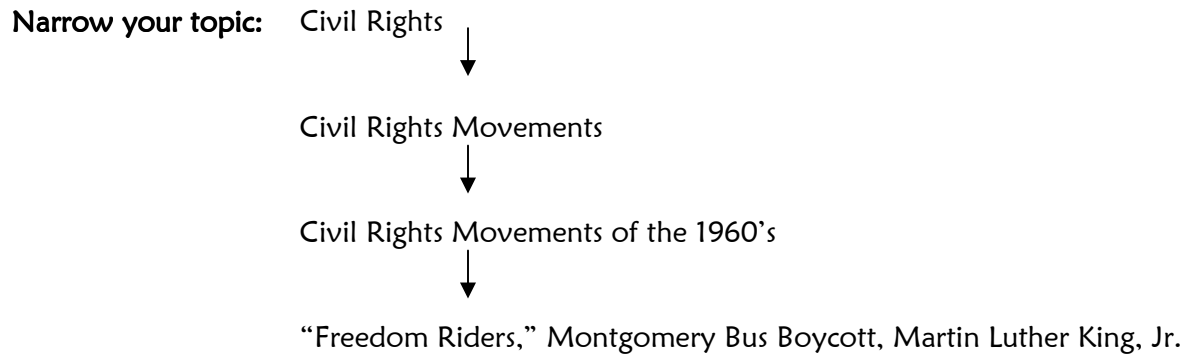 Narrow your topic: Civil Rights
Civil Rights Movements
Civil Rights Movements of the 1960’s
“Freedom Riders,” Montgomery Bus Boycott, Martin Luther King, Jr.